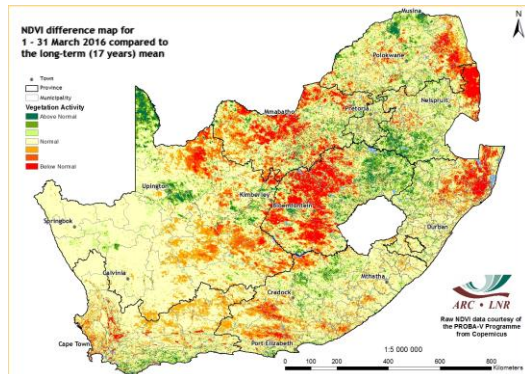 NDVI difference map for
1 - 31 March 2016 compared to
the long-term (17 years) mean
N
Town
Province
Municipality
Vegetation Activity
Above Normal
Normal
Below Normal
Musina
Polokwane
Nelspruit
Mmabatho
Pretoria
Upington
Kimberley
Bloemfontein
Springbok
Durban
Calvinia
Mthatha
Cradock
Cape Town
Port Elizabeth
ARC • LNR
Raw NDVI data courtesy of
the PROBA-V Programme
from Copernicus
1:5 000 000
0 200 400 600 800
Kilometers